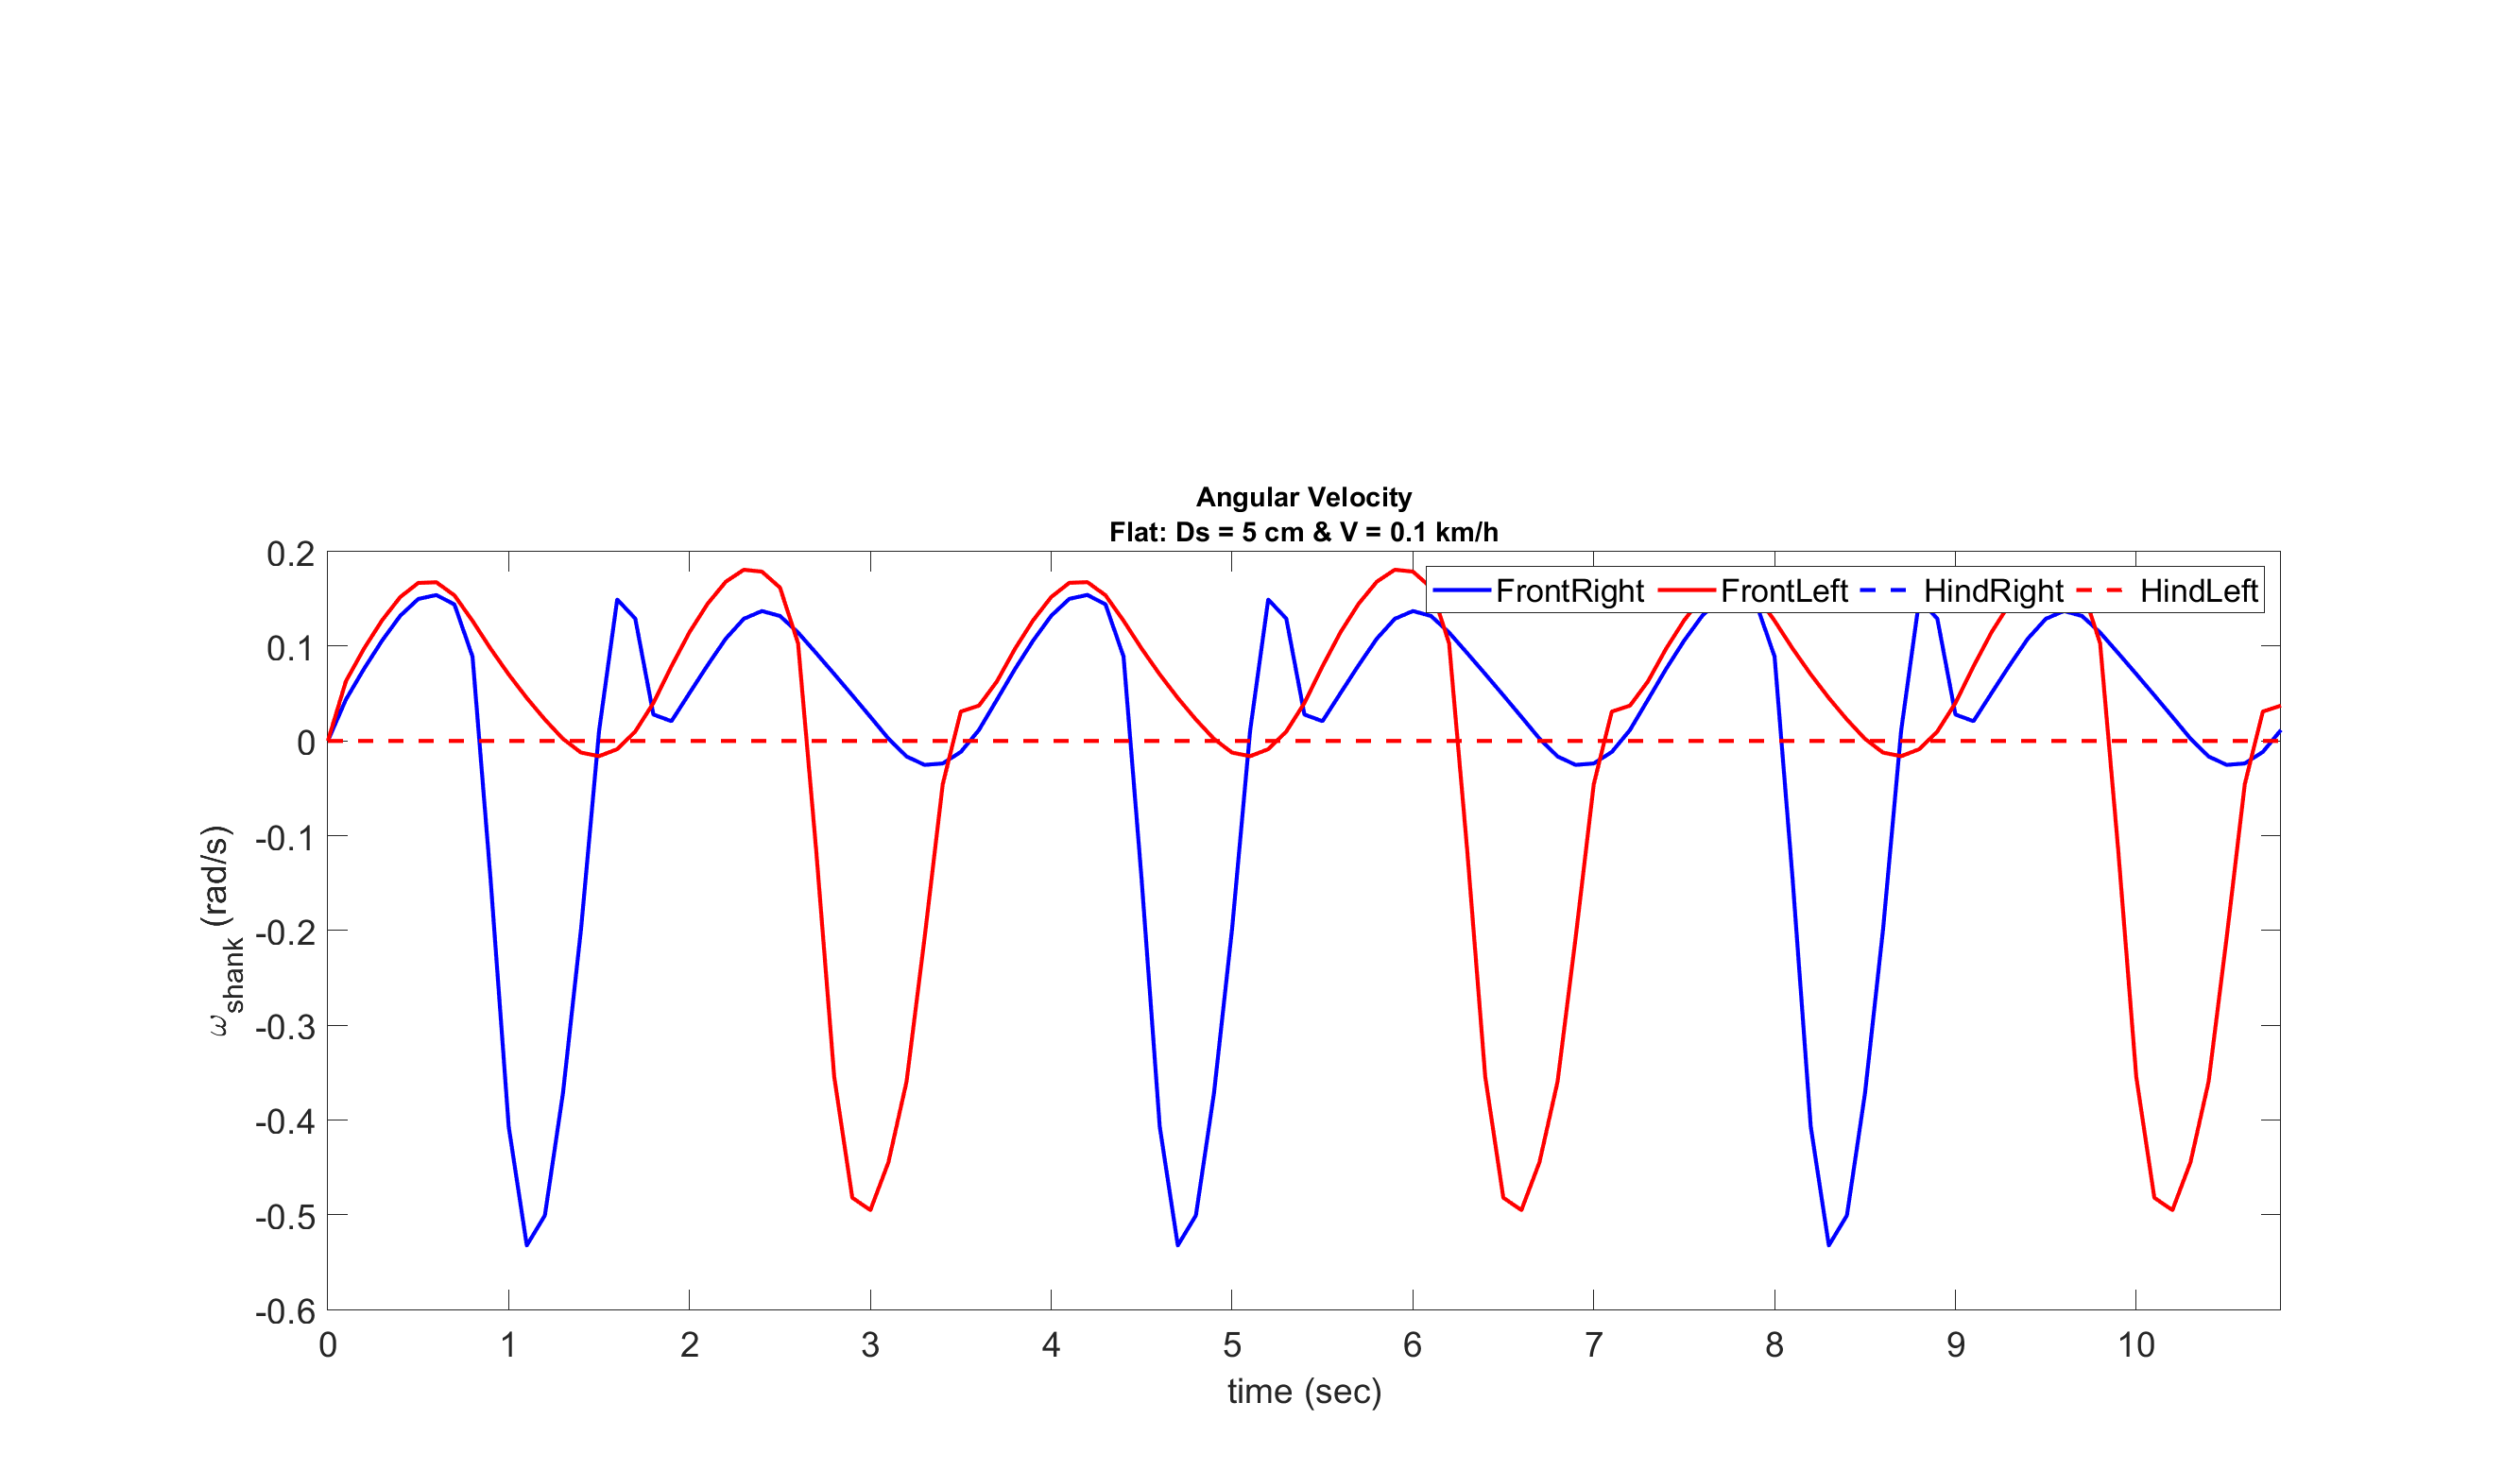 Angular Velocity
Flat: Ds = 5 cm & V = 0.1 km/h
FrontRight FrontLeft HindRight HindLeft
0.2
0.1
0
-0.1
-0.2
-0.3
-0.4
-0.5
-0.6
ωshank (rad/s)
0 1 2 3 4 5 6 7 8 9 10
time (sec)